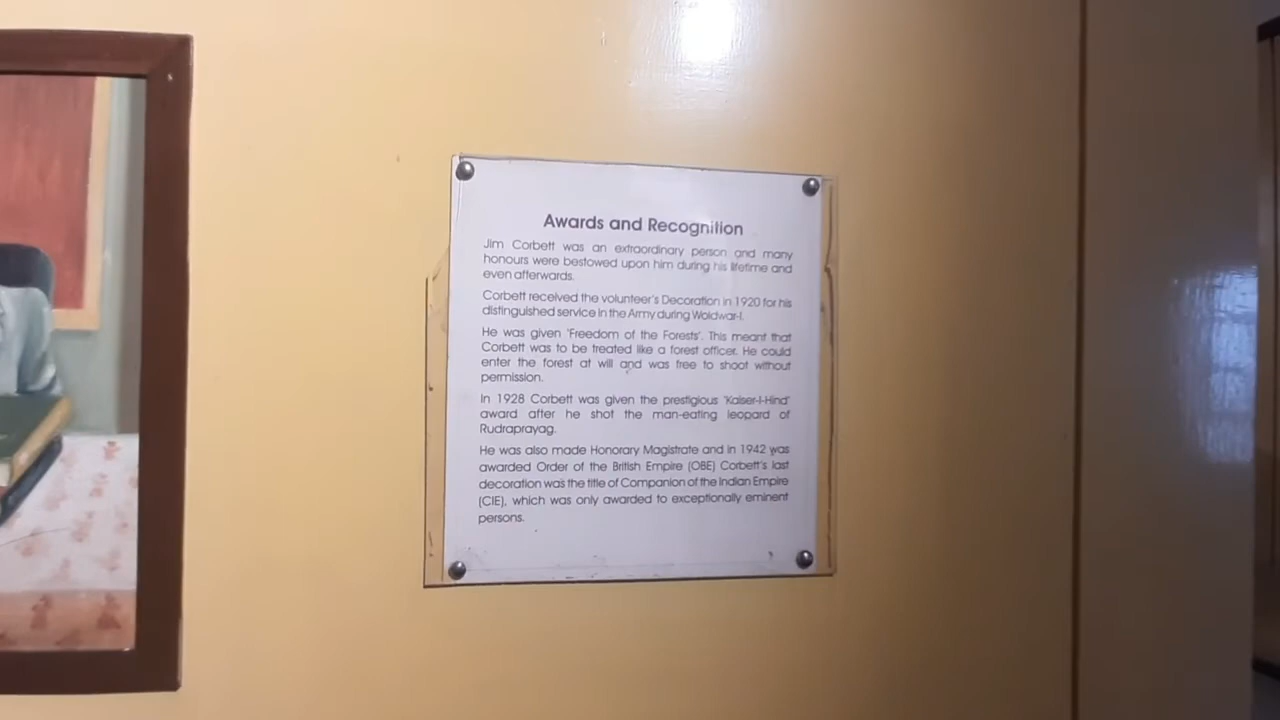 Awards and Recognition
Jim Corbett was an extraordinary person and many
honours were bestowed upon him during his lifetime and
even afterwards.
Corbett received the volunteer's Decoration in 1920 for his
distinguished service in the Army during Woldwar-I.
He was given 'Freedom of the Forests'. This meant that
Corbett was to be treated like a forest officer. He could
enter the forest at will and was free to shoot without
permission.
In 1928 Corbett was given the prestigious 'Kaiser-I-Hind'
award after he shot the man-eating leopard of
Rudraprayag.
He was also made Honorary Magistrate and in 1942 was
awarded Order of the British Empire (OBE) Corbett's last
decoration was the title of Companion of the Indian Empire
(CIE), which was only awarded to exceptionally eminent
persons.